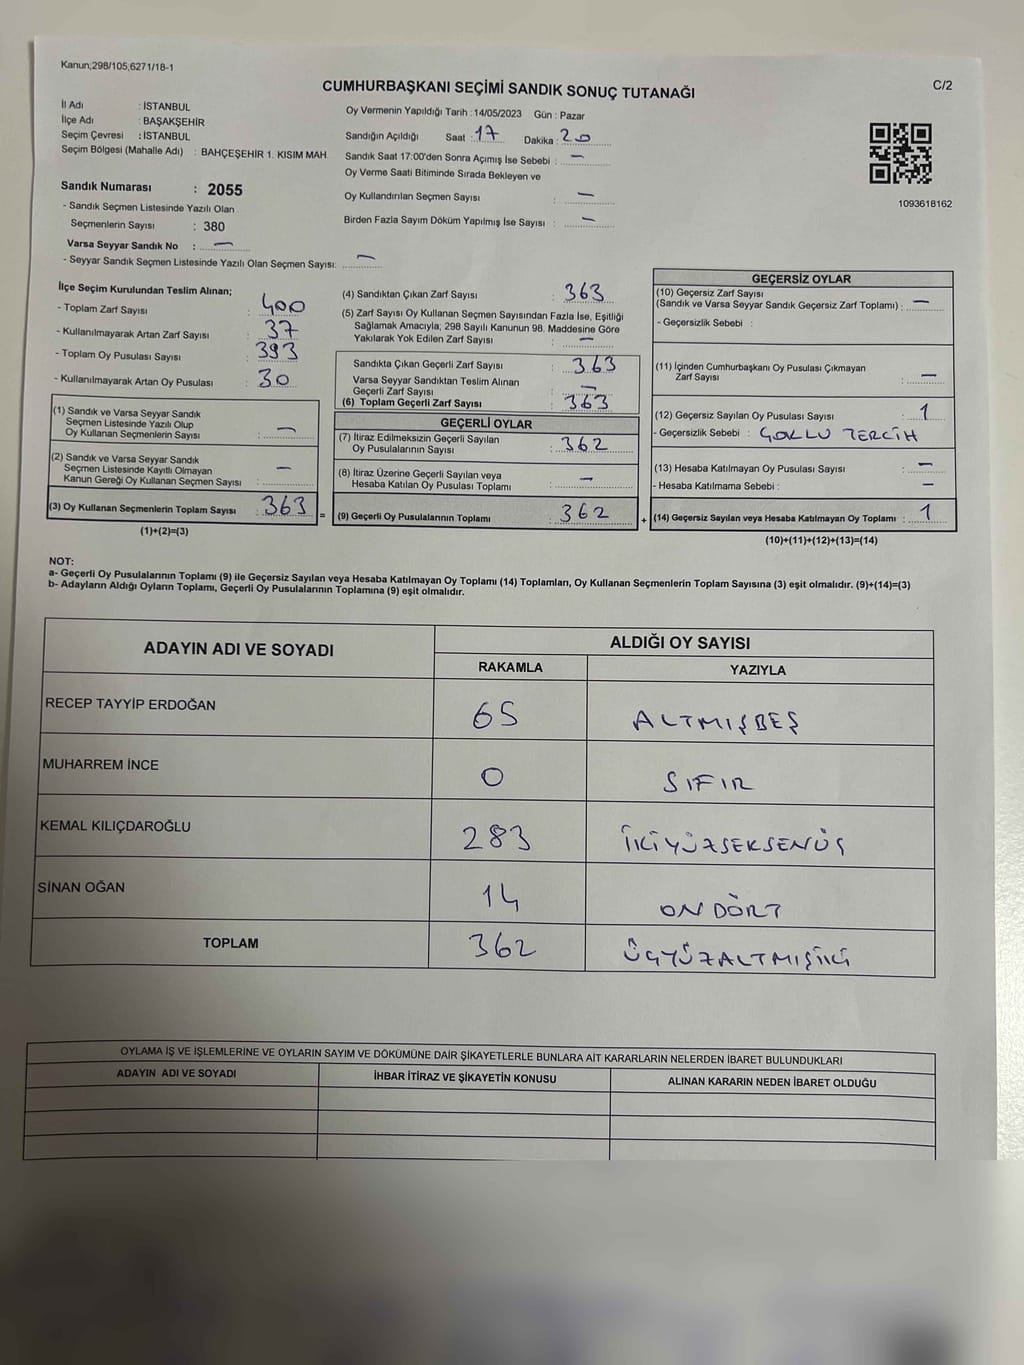 Kanun;298/105,6271/18-1
CUMHURBAŞKANI SEÇİMİ SANDIK SONUÇ TUTANAĞI
C/2
İl Adı : İSTANBUL
İlçe Adı : BAŞAKŞEHİR
Seçim Çevresi : İSTANBUL
Seçim Bölgesi (Mahalle Adı) : BAHÇEŞEHİR 1. KISIM MAH.
Sandık Numarası : 2055
- Sandık Seçmen Listesinde Yazılı Olan
Seçmenlerin Sayısı : 380
Varsa Seyyar Sandık No : —
- Seyyar Sandık Seçmen Listesinde Yazılı Olan Seçmen Sayısı: —
Oy Vermenin Yapıldığı Tarih : 14/05/2023 Gün : Pazar
Sandığın Açıldığı Saat : 17 Dakika : 20
Sandık Saat 17:00'den Sonra Açımış İse Sebebi : —
Oy Verme Saati Bitiminde Sırada Bekleyen ve
Oy Kullandırılan Seçmen Sayısı : —
Birden Fazla Sayım Döküm Yapılmış İse Sayısı : —
1093618162
İlçe Seçim Kurulundan Teslim Alınan;
- Toplam Zarf Sayısı : 400
- Kullanılmayarak Artan Zarf Sayısı : 37
- Toplam Oy Pusulası Sayısı : 393
- Kullanılmayarak Artan Oy Pusulası : 30
(1) Sandık ve Varsa Seyyar Sandık
Seçmen Listesinde Yazılı Olup
Oy Kullanan Seçmenlerin Sayısı : —
(2) Sandık ve Varsa Seyyar Sandık
Seçmen Listesinde Kayıtlı Olmayan
Kanun Gereği Oy Kullanan Seçmen Sayısı : —
(3) Oy Kullanan Seçmenlerin Toplam Sayısı : 363 =
(1)+(2)=(3)
(4) Sandıktan Çıkan Zarf Sayısı : 363
(5) Zarf Sayısı Oy Kullanan Seçmen Sayısından Fazla İse, Eşitliği
Sağlamak Amacıyla; 298 Sayılı Kanunun 98. Maddesine Göre
Yakılarak Yok Edilen Zarf Sayısı : —
Sandıkta Çıkan Geçerli Zarf Sayısı : 363
Varsa Seyyar Sandıktan Teslim Alınan
Geçerli Zarf Sayısı : —
(6) Toplam Geçerli Zarf Sayısı : 363
GEÇERLİ OYLAR
(7) İtiraz Edilmeksizin Geçerli Sayılan
Oy Pusulasının Sayısı : 362
(8) İtiraz Üzerine Geçerli Sayılan veya
Hesaba Katılan Oy Pusulası Toplamı : —
(9) Geçerli Oy Pusulalarının Toplamı : 362 +
GEÇERSİZ OYLAR
(10) Geçersiz Zarf Sayısı
(Sandık ve Varsa Seyyar Sandık Geçersiz Zarf Toplamı) : —
- Geçersizlik Sebebi :
(11) İçinden Cumhurbaşkanı Oy Pusulası Çıkmayan
Zarf Sayısı : —
(12) Geçersiz Sayılan Oy Pusulası Sayısı : 1
- Geçersizlik Sebebi : ÇOKLU TERCİH
(13) Hesaba Katılmayan Oy Pusulası Sayısı : —
- Hesaba Katılmama Sebebi : —
(14) Geçersiz Sayılan veya Hesaba Katılmayan Oy Toplamı : 1
(10)+(11)+(12)+(13)=(14)
NOT:
a- Geçerli Oy Pusulalarının Toplamı (9) ile Geçersiz Sayılan veya Hesaba Katılmayan Oy Toplamı (14) Toplamları, Oy Kullanan Seçmenlerin Toplam Sayısına (3) eşit olmalıdır. (9)+(14)=(3)
b- Adayların Aldığı Oyların Toplamı, Geçerli Oy Pusulalarının Toplamına (9) eşit olmalıdır.
ADAYIN ADI VE SOYADI ALDIĞI OY SAYISI
RAKAMLA YAZIYLA
RECEP TAYYİP ERDOĞAN 65 ALTMIŞBEŞ
MUHARREM İNCE 0 SIFIR
KEMAL KILIÇDAROĞLU 283 İKİYÜZSEKSENÜÇ
SİNAN OĞAN 14 ONDÖRT
TOPLAM 362 ÜÇYÜZALTMIŞİKİ
OYLAMA İŞ VE İŞLEMLERİNE VE OYLARIN SAYIM VE DÖKÜMÜNE DAİR ŞİKAYETLERLE BUNLARA AİT KARARLARIN NELERDEN İBARET BULUNDUKLARI
ADAYIN ADI VE SOYADI İHBAR İTİRAZ VE ŞİKAYETİN KONUSU ALINAN KARARIN NEDEN İBARET OLDUĞU